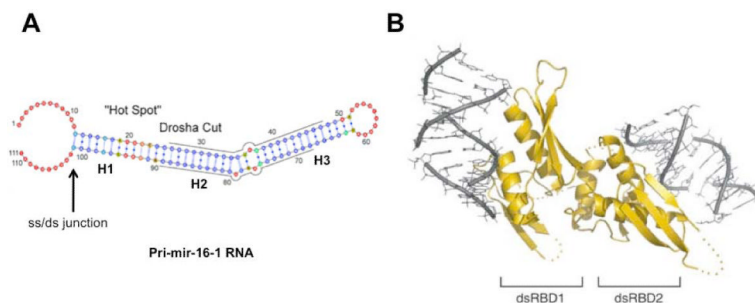 A
B
"Hot Spot"
Drosha Cut
1
10
20
30
40
50
60
70
80
90
100
110
111
H1
H2
H3
ss/ds junction
Pri-mir-16-1 RNA
dsRBD1
dsRBD2